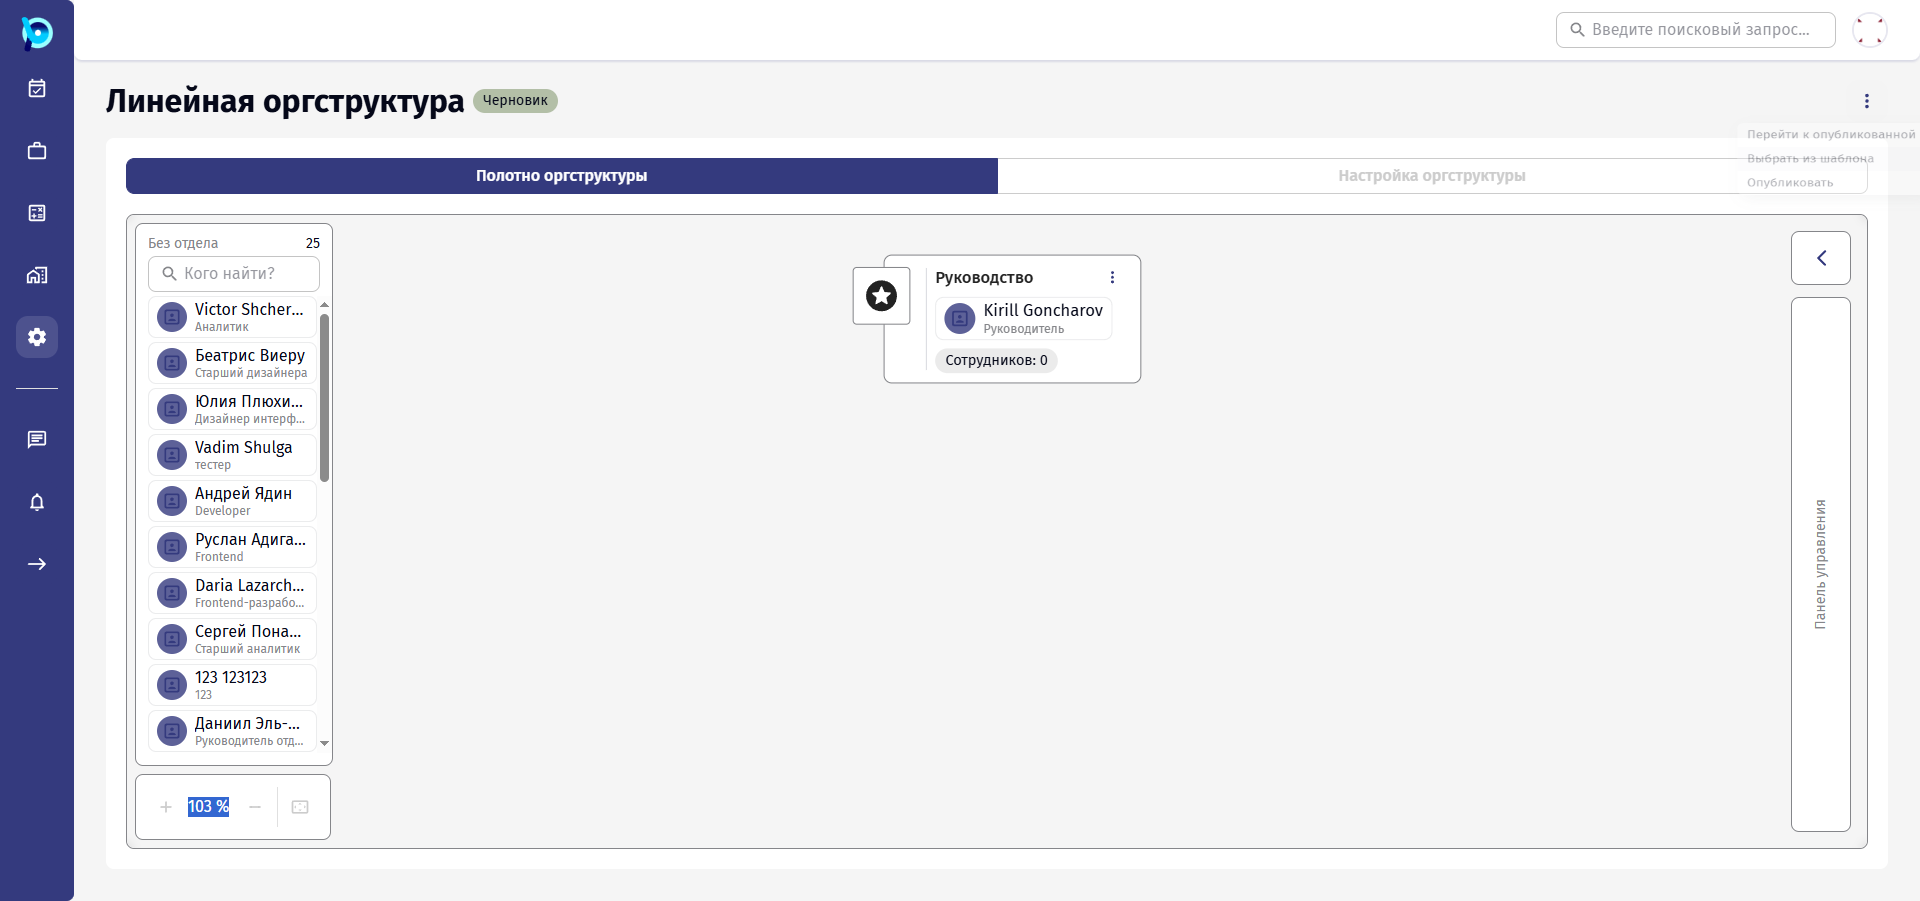 Введите поисковый запрос...
Линейная оргструктура
Черновик
Перейти к опубликованной
Выбрать из шаблона
Опубликовать
Полотно оргструктуры
Настройка оргструктуры
Без отдела
25
Кого найти?
Victor Shcher...
Аналитик
Беатрис Виеру
Старший дизайнера
Юлия Плюхи...
Дизайнер интерф...
Vadim Shulga
тестер
Андрей Ядин
Developer
Руслан Адига...
Frontend
Daria Lazarch...
Frontend-разрабо...
Сергей Пона...
Старший аналитик
123 123123
123
Даниил Эль-...
Руководитель отд...
103 %
Руководство
Kirill Goncharov
Руководитель
Сотрудников: 0
Панель управления